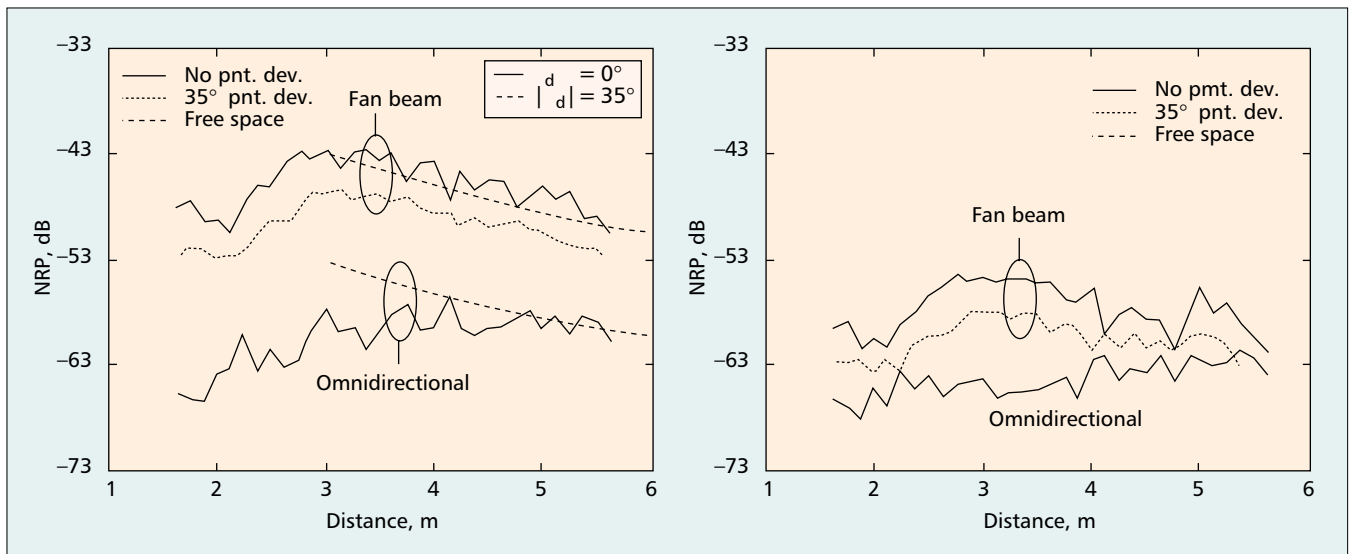 −33
−43
−53
−63
−73
NRP, dB
No pnt. dev.
35° pnt. dev.
Free space
Fan beam
d = 0°
| d| = 35°
Omnidirectional
1 2 3 4 5 6
Distance, m
−33
−43
−53
−63
−73
NRP, dB
No pmt. dev.
35° pnt. dev.
Free space
Fan beam
Omnidirectional
1 2 3 4 5 6
Distance, m